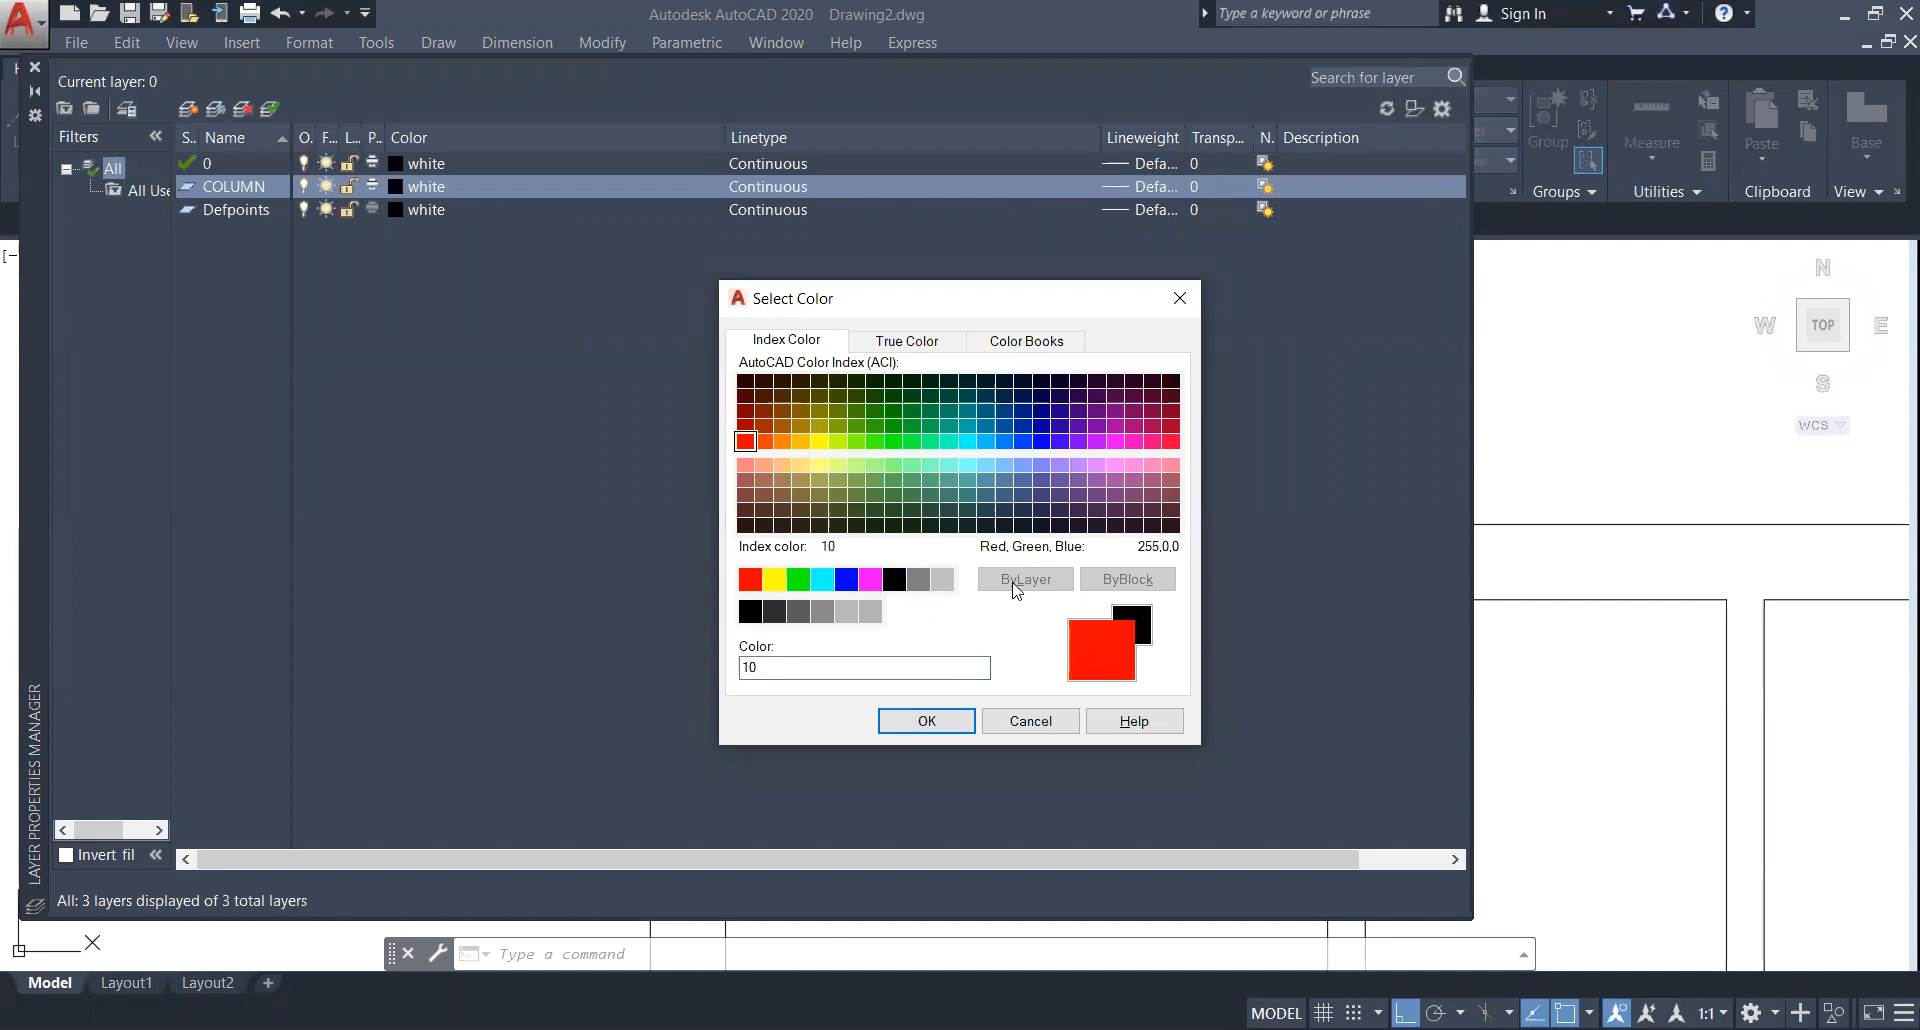 Autodesk AutoCAD 2020 Drawing2.dwg
Type a keyword or phrase
Sign In
File Edit View Insert Format Tools Draw Dimension Modify Parametric Window Help Express
Current layer: 0
Search for layer
Filters
S.. Name O. F... L... P.. Color Linetype Lineweight Transp... N. Description
All
All Use
0 white Continuous Defa... 0
COLUMN white Continuous Defa... 0
Defpoints white Continuous Defa... 0
Group
Measure
Paste
Base
Groups
Utilities
Clipboard
View
Select Color
Index Color True Color Color Books
AutoCAD Color Index (ACI):
Index color: 10 Red, Green, Blue: 255,0,0
ByLayer ByBlock
Color:
10
OK Cancel Help
N
W TOP E
S
WCS
LAYER PROPERTIES MANAGER
Invert fil
All: 3 layers displayed of 3 total layers
X
Type a command
Model Layout1 Layout2 +
MODEL 1:1